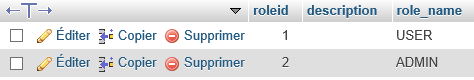 roleid description role_name
Éditer Copier Supprimer 1 USER
Éditer Copier Supprimer 2 ADMIN